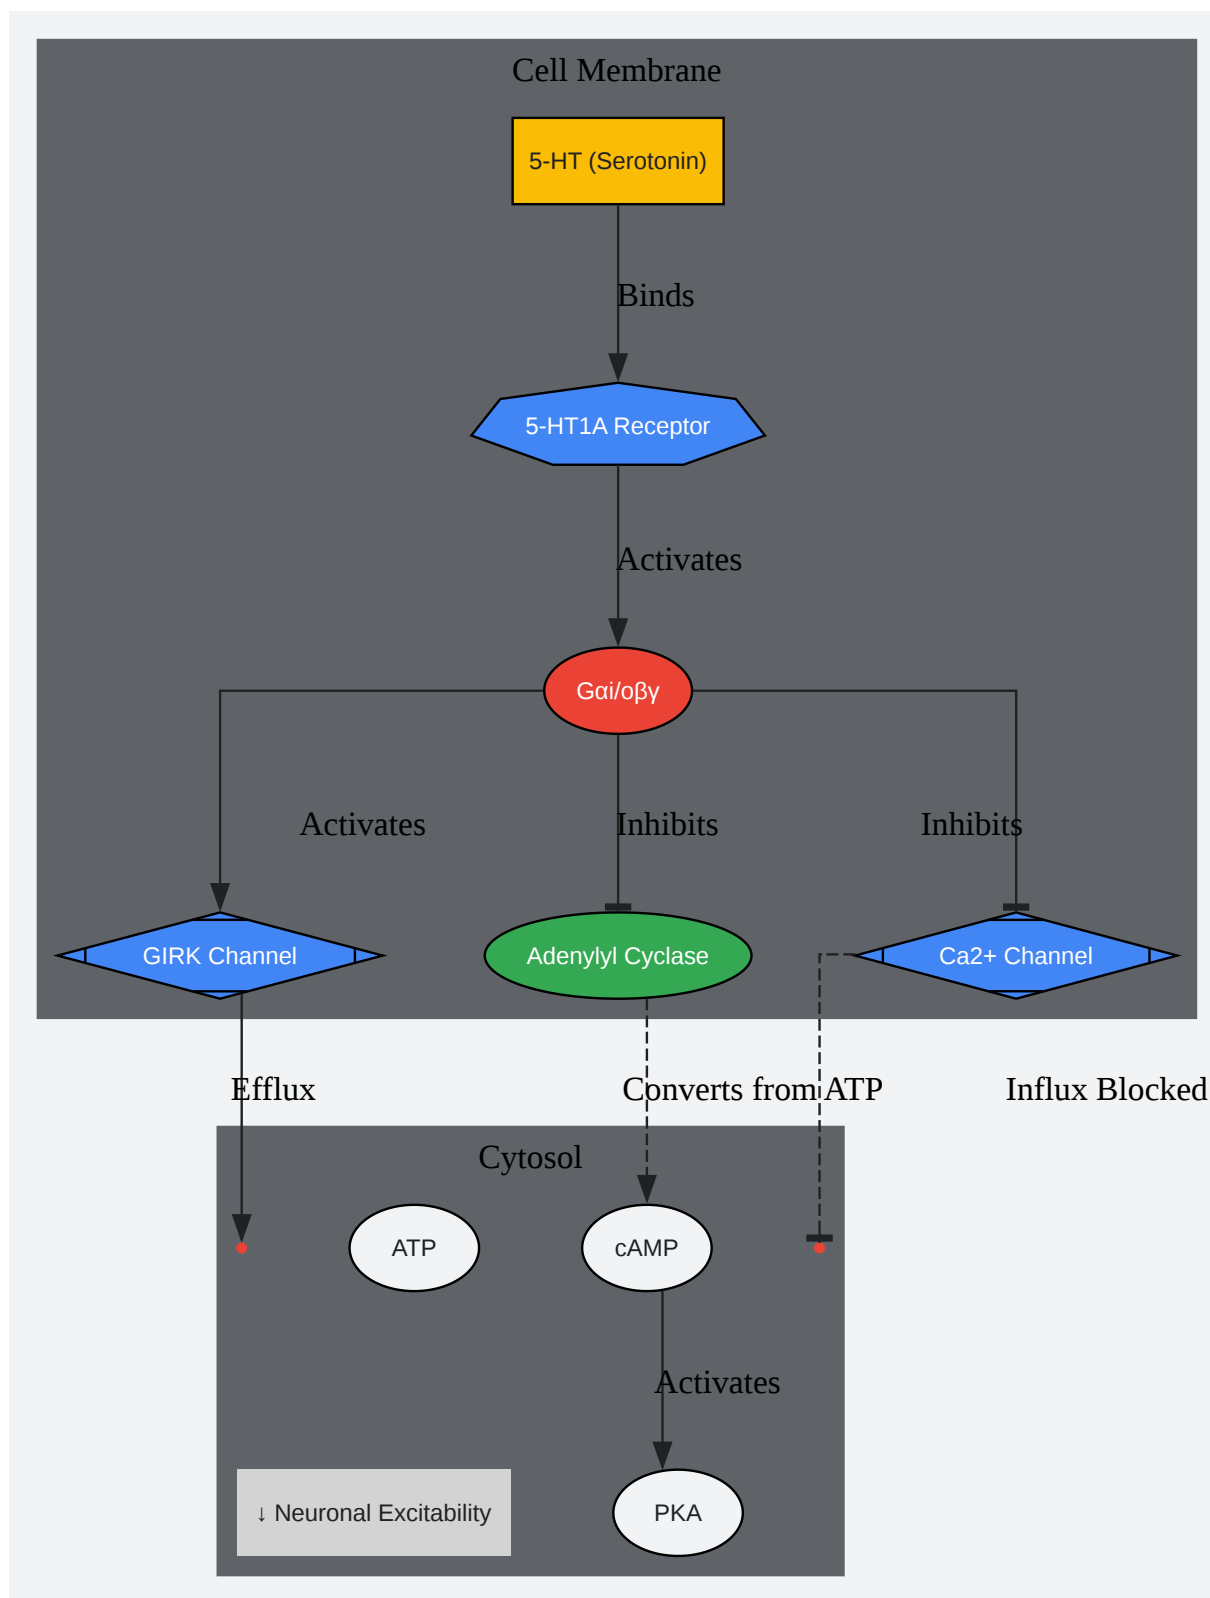 Cell Membrane
5-HT (Serotonin)
Binds
5-HT1A Receptor
Activates
Gαi/oβγ
Activates
Inhibits
Inhibits
GIRK Channel
Adenylyl Cyclase
Ca2+ Channel
Efflux
Converts from ATP
Influx Blocked
Cytosol
ATP
cAMP
Activates
↓ Neuronal Excitability
PKA